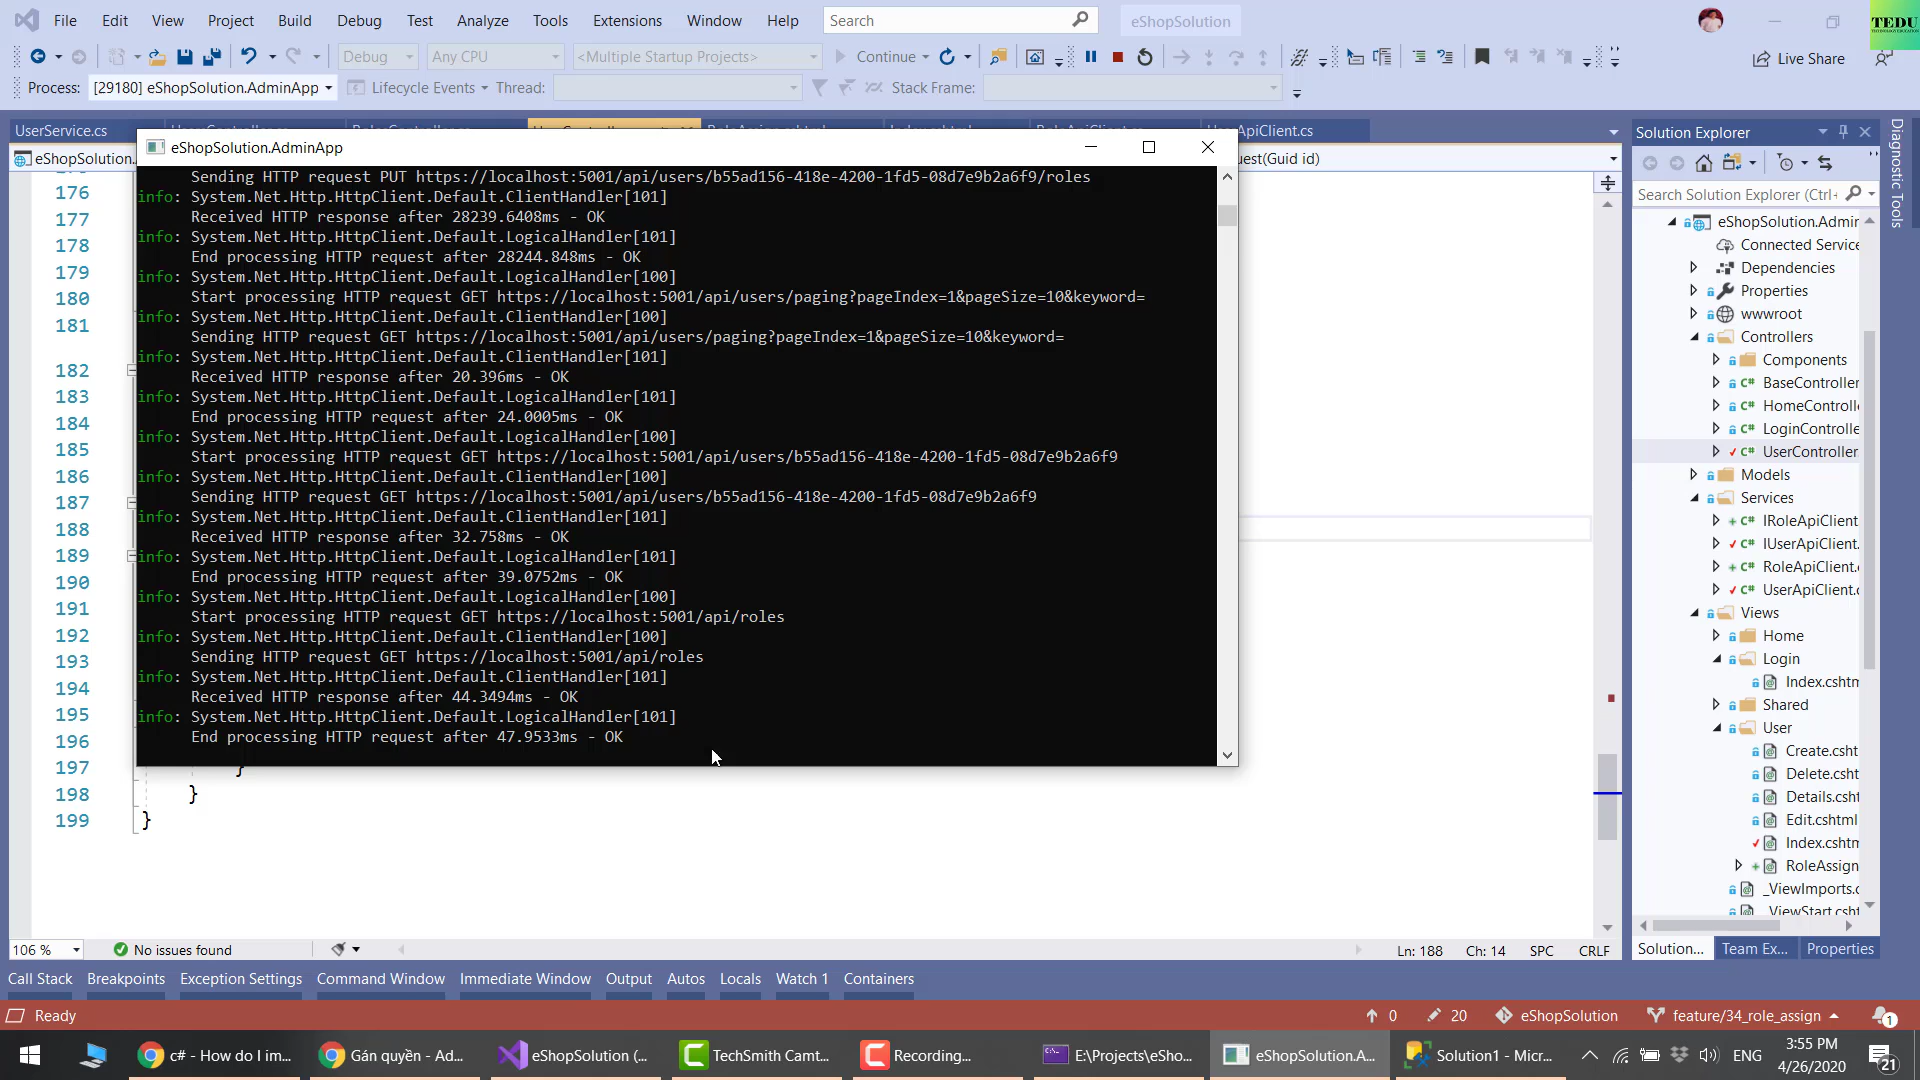 File Edit View Project Build Debug Test Analyze Tools Extensions Window Help Search eShopSolution
TEDU
Debug Any CPU <Multiple Startup Projects> Continue Live Share
Process: [29180] eShopSolution.AdminApp Lifecycle Events Thread: Stack Frame:
UserService.cs ApiClient.cs
eShopSolution. uest(Guid id)
eShopSolution.AdminApp
Sending HTTP request PUT https://localhost:5001/api/users/b55ad156-418e-4200-1fd5-08d7e9b2a6f9/roles
info: System.Net.Http.HttpClient.Default.ClientHandler[101]
Received HTTP response after 28239.6408ms - OK
info: System.Net.Http.HttpClient.Default.LogicalHandler[101]
End processing HTTP request after 28244.848ms - OK
info: System.Net.Http.HttpClient.Default.LogicalHandler[100]
Start processing HTTP request GET https://localhost:5001/api/users/paging?pageIndex=1&pageSize=10&keyword=
info: System.Net.Http.HttpClient.Default.ClientHandler[100]
Sending HTTP request GET https://localhost:5001/api/users/paging?pageIndex=1&pageSize=10&keyword=
info: System.Net.Http.HttpClient.Default.ClientHandler[101]
Received HTTP response after 20.396ms - OK
info: System.Net.Http.HttpClient.Default.LogicalHandler[101]
End processing HTTP request after 24.0005ms - OK
info: System.Net.Http.HttpClient.Default.LogicalHandler[100]
Start processing HTTP request GET https://localhost:5001/api/users/b55ad156-418e-4200-1fd5-08d7e9b2a6f9
info: System.Net.Http.HttpClient.Default.ClientHandler[100]
Sending HTTP request GET https://localhost:5001/api/users/b55ad156-418e-4200-1fd5-08d7e9b2a6f9
info: System.Net.Http.HttpClient.Default.ClientHandler[101]
Received HTTP response after 32.758ms - OK
info: System.Net.Http.HttpClient.Default.LogicalHandler[101]
End processing HTTP request after 39.0752ms - OK
info: System.Net.Http.HttpClient.Default.LogicalHandler[100]
Start processing HTTP request GET https://localhost:5001/api/roles
info: System.Net.Http.HttpClient.Default.ClientHandler[100]
Sending HTTP request GET https://localhost:5001/api/roles
info: System.Net.Http.HttpClient.Default.ClientHandler[101]
Received HTTP response after 44.3494ms - OK
info: System.Net.Http.HttpClient.Default.LogicalHandler[101]
End processing HTTP request after 47.9533ms - OK
176
177
178
179
180
181
182
183
184
185
186
187
188
189
190
191
192
193
194
195
196
197 }
198 }
199 }
Solution Explorer
Search Solution Explorer (Ctrl+
eShopSolution.Admin
Connected Service
Dependencies
Properties
wwwroot
Controllers
Components
C# BaseController
C# HomeControll
C# LoginControlle
C# UserController
Models
Services
C# IRoleApiClient
C# IUserApiClient.
C# RoleApiClient.c
C# UserApiClient.c
Views
Home
Login
Index.cshtm
Shared
User
Create.csht
Delete.csht
Details.csht
Edit.cshtml
Index.cshtm
RoleAssign
_ViewImports.c
_ViewStart.csht
Solution... Team Ex... Properties
Diagnostic Tools
106 % No issues found Ln: 188 Ch: 14 SPC CRLF
Call Stack Breakpoints Exception Settings Command Window Immediate Window Output Autos Locals Watch 1 Containers
Ready 0 20 eShopSolution feature/34_role_assign 1
c# - How do I im... Gán quyền - Ad... eShopSolution (... TechSmith Camt... Recording... E:\Projects\eSho... eShopSolution.A... Solution1 - Micr... ENG
3:55 PM
4/26/2020
21